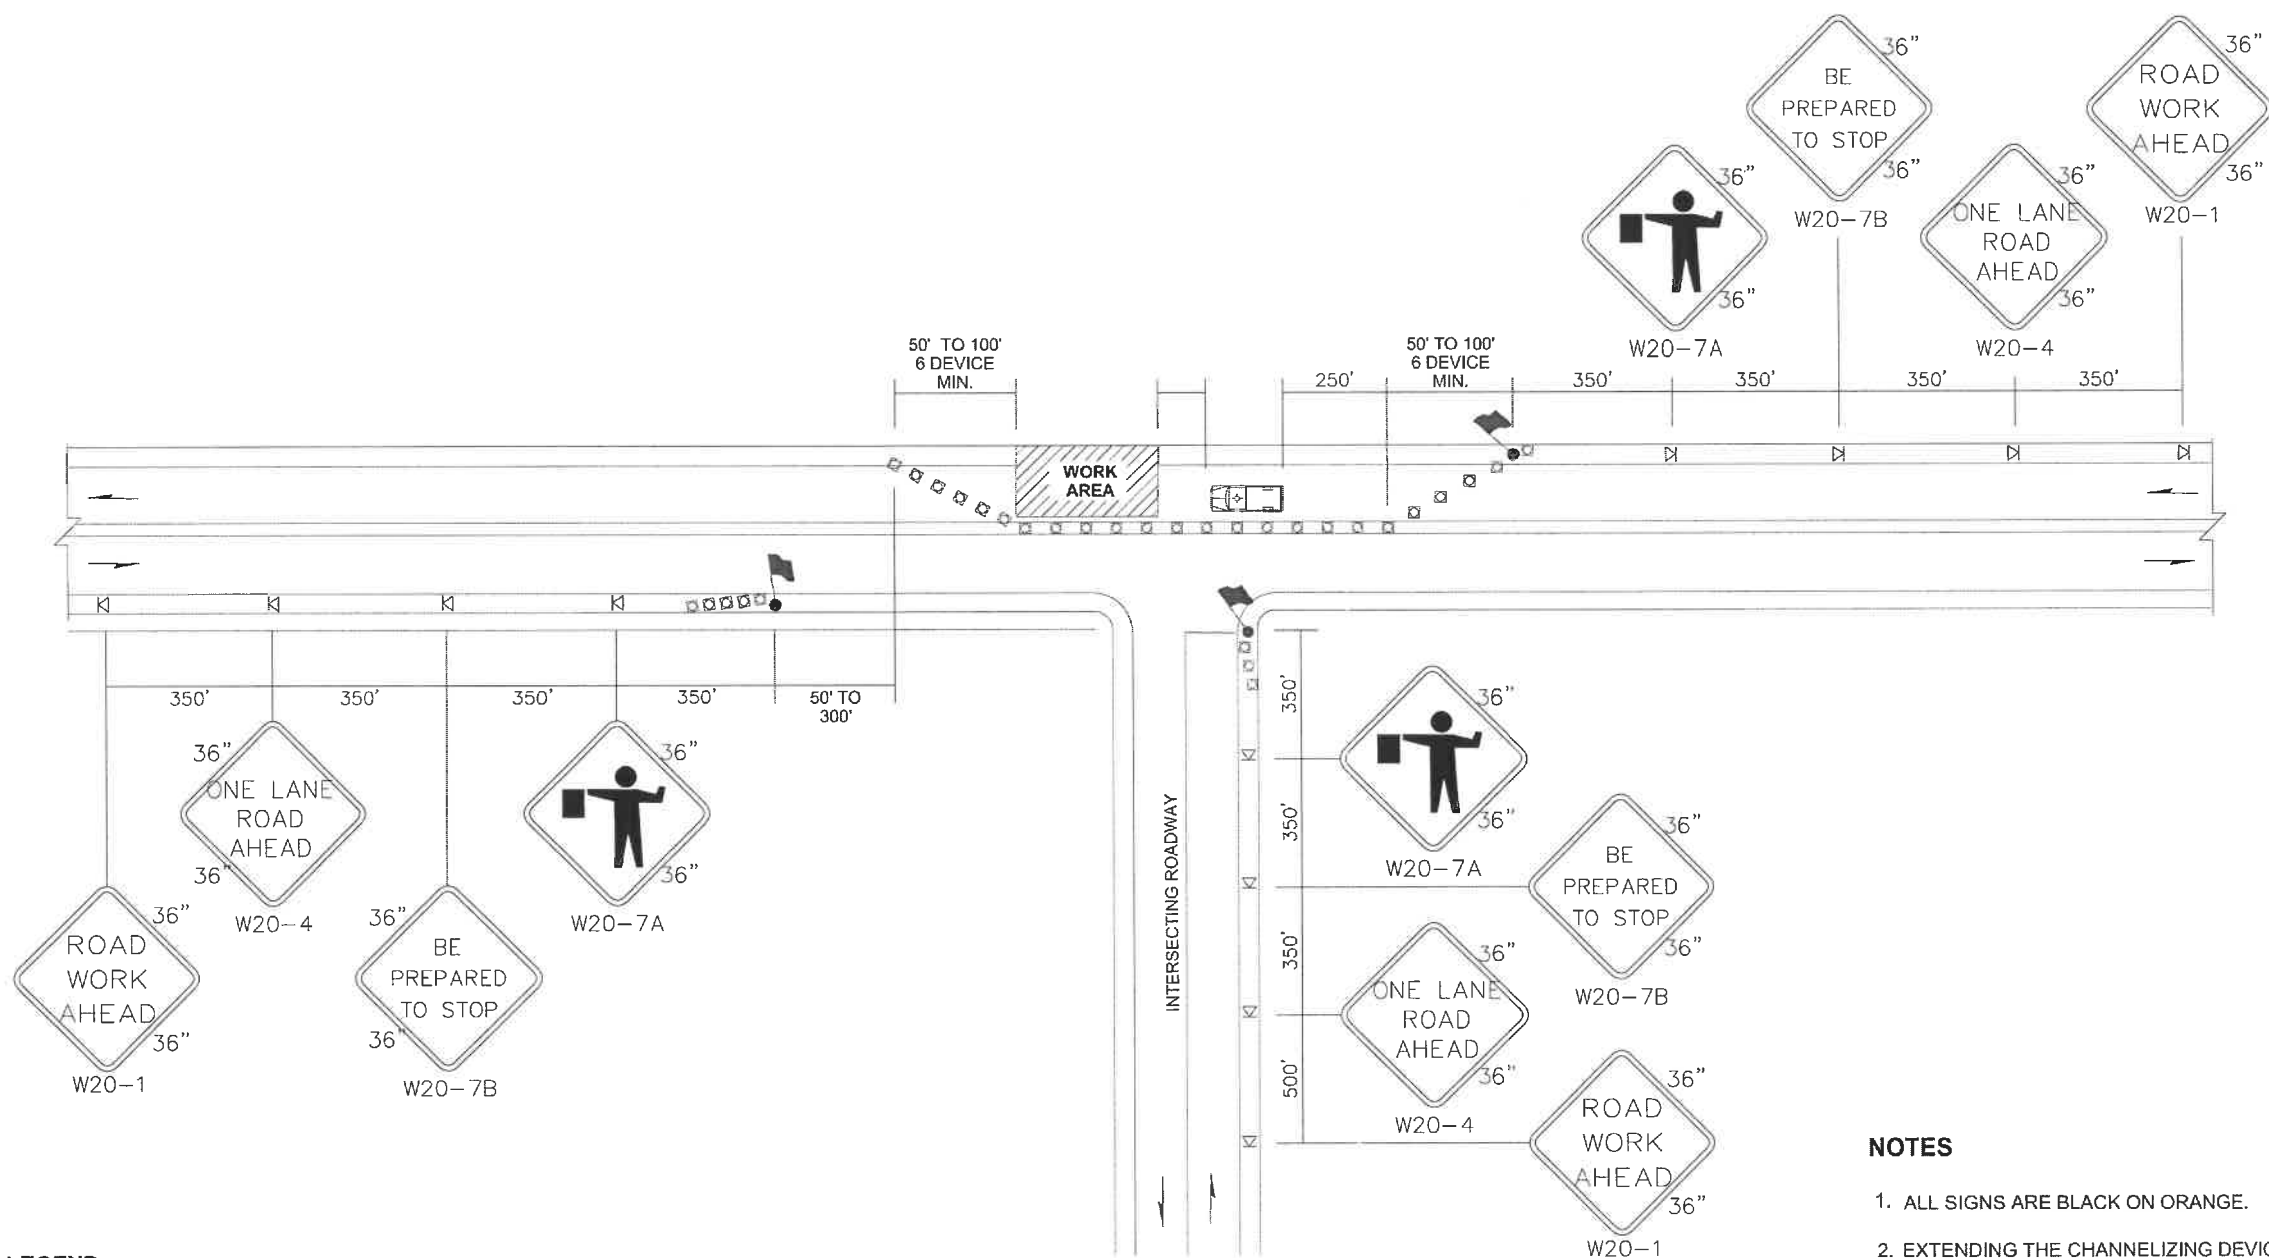 BE
PREPARED
TO STOP
36"
36"
W20-7B
ROAD
WORK
AHEAD
36"
36"
W20-1
36"
36"
W20-7A
ONE LANE
ROAD
AHEAD
36"
36"
W20-4
50' TO 100'
6 DEVICE
MIN.
250'
50' TO 100'
6 DEVICE
MIN.
350'
350'
350'
350'
WORK
AREA
350'
350'
350'
350'
50' TO
300'
36"
ONE LANE
ROAD
AHEAD
36"
W20-4
36"
36"
W20-7A
ROAD
WORK
AHEAD
36"
36"
W20-1
36"
BE
PREPARED
TO STOP
36"
W20-7B
INTERSECTING ROADWAY
350'
350'
350'
500'
36"
36"
W20-7A
BE
PREPARED
TO STOP
36"
36"
W20-7B
ONE LANE
ROAD
AHEAD
36"
36"
W20-4
ROAD
WORK
AHEAD
36"
36"
W20-1
NOTES
1. ALL SIGNS ARE BLACK ON ORANGE.
2. EXTENDING THE CHANNELIZING